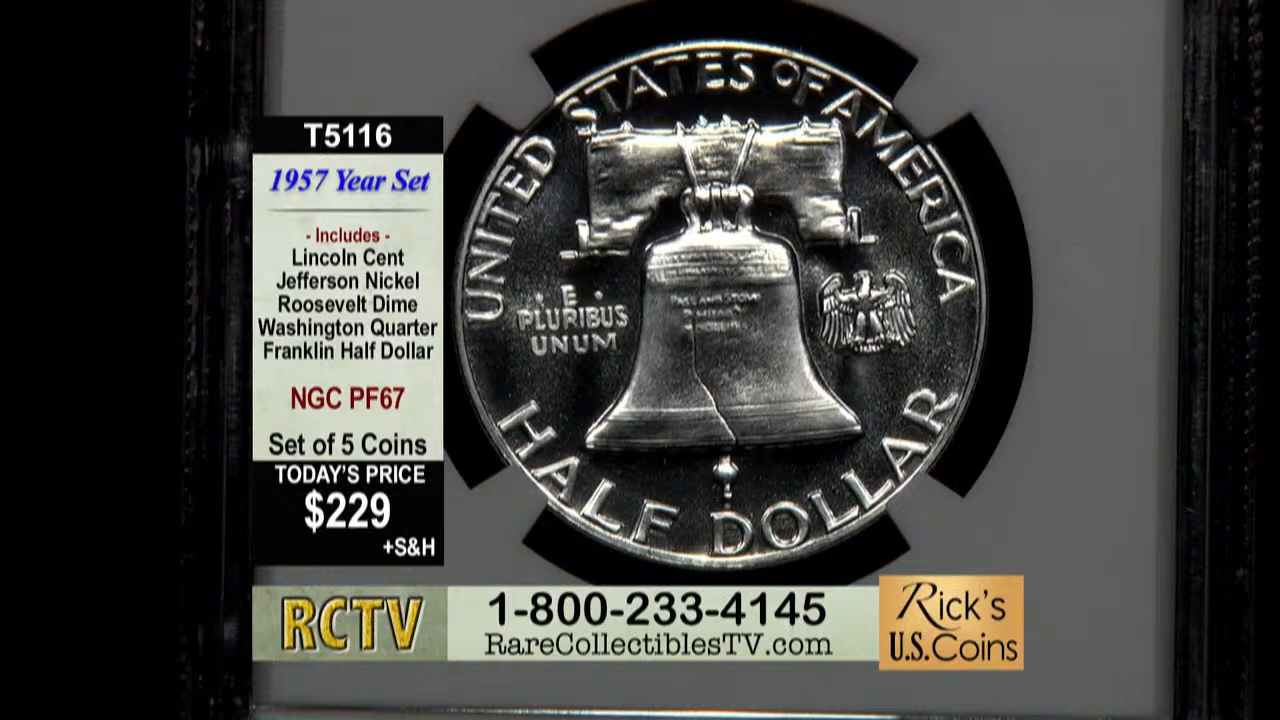 T5116
1957 Year Set
- Includes -
Lincoln Cent
Jefferson Nickel
Roosevelt Dime
Washington Quarter
Franklin Half Dollar
NGC PF67
Set of 5 Coins
TODAY'S PRICE
$229
+S&H
UNITED STATES OF AMERICA
· E ·
PLURIBUS
UNUM
HALF DOLLAR
RCTV
1-800-233-4145
RareCollectiblesTV.com
Rick's
U.S. Coins